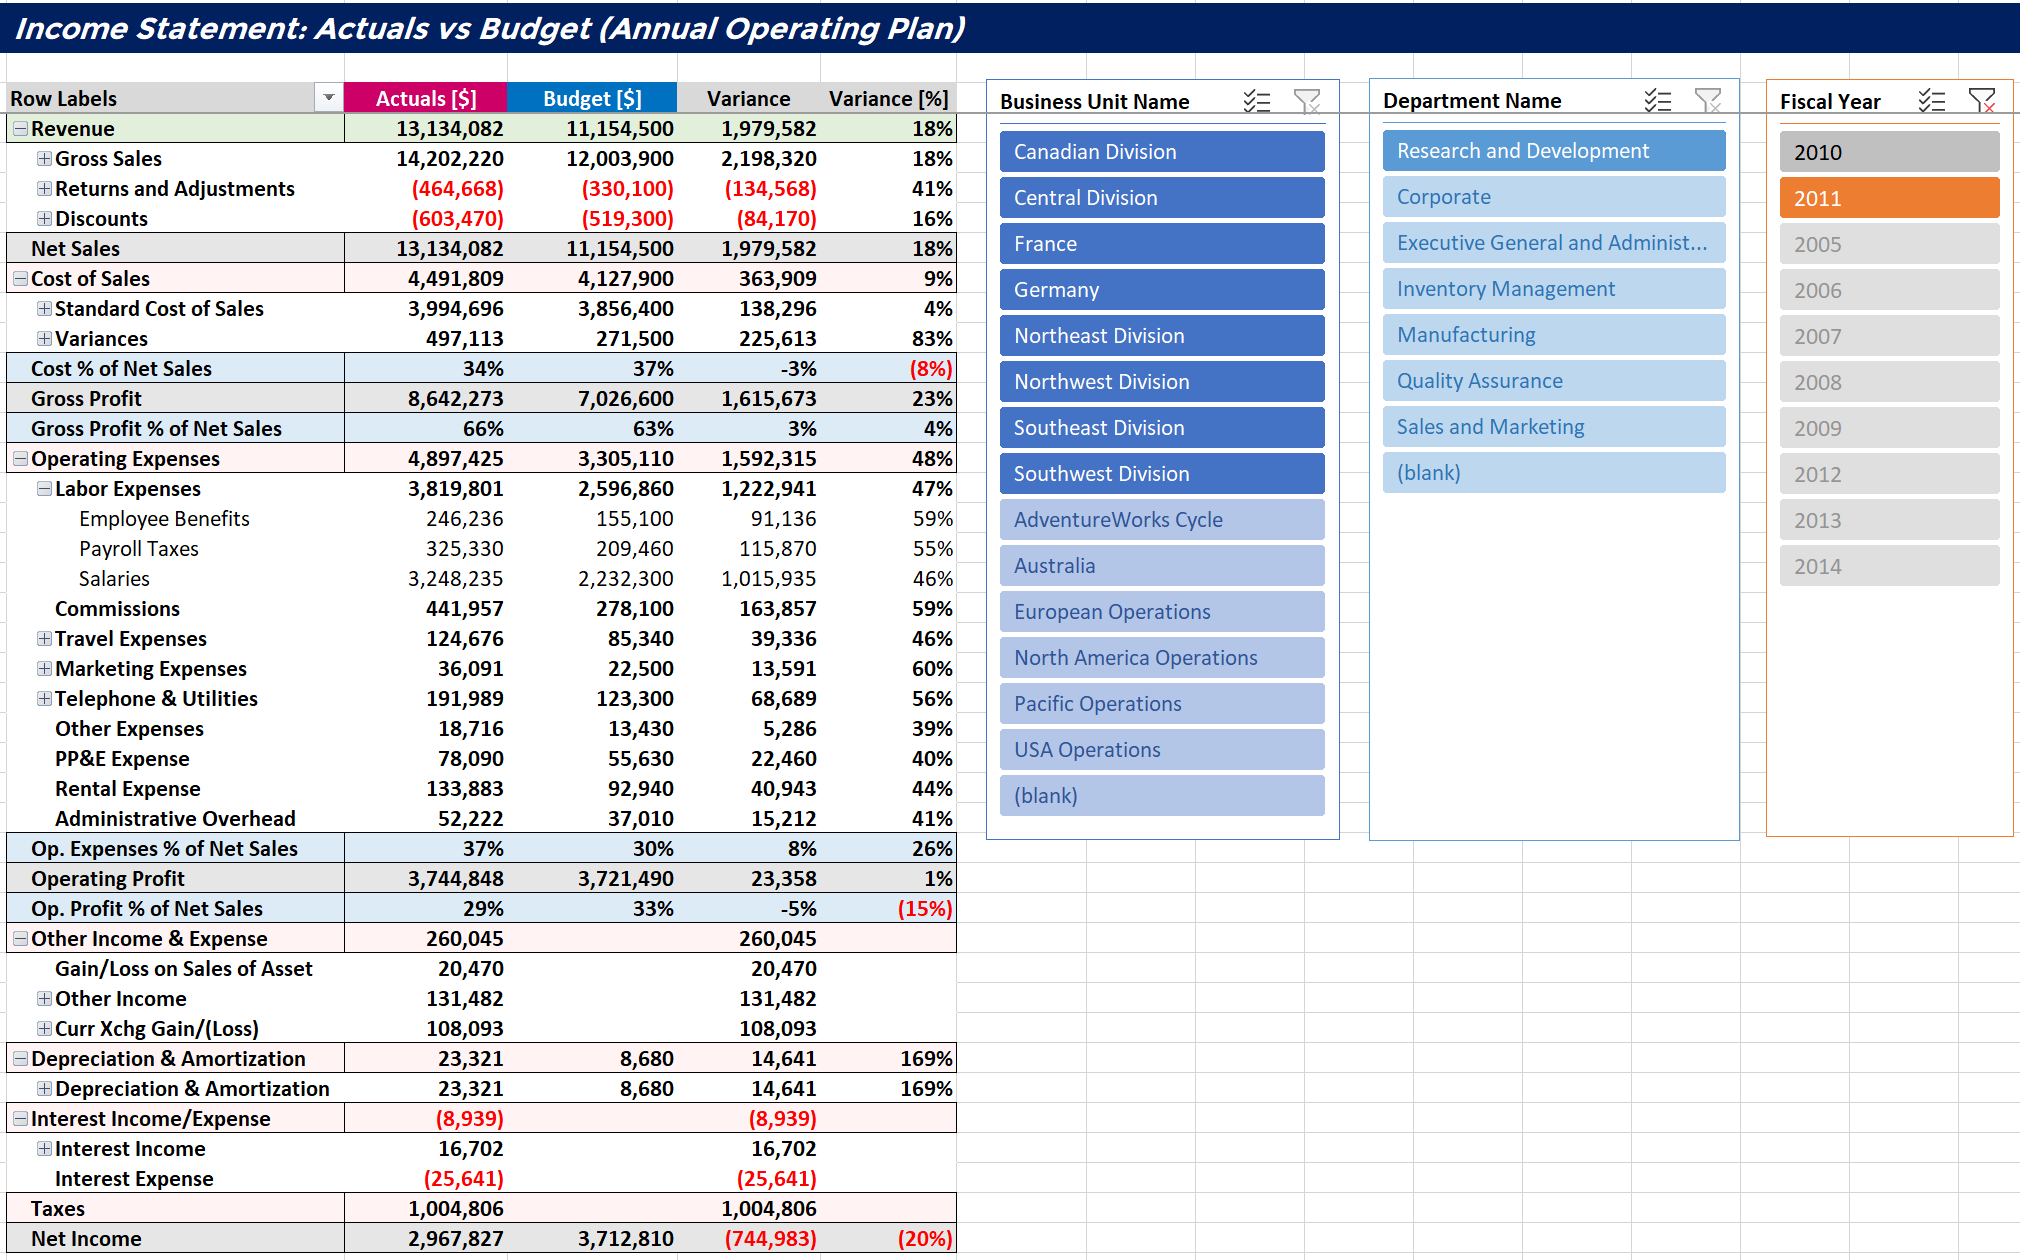 Income Statement: Actuals vs Budget (Annual Operating Plan)
Row Labels Actuals [$] Budget [$] Variance Variance [%]
Revenue 13,134,082 11,154,500 1,979,582 18%
Gross Sales 14,202,220 12,003,900 2,198,320 18%
Returns and Adjustments (464,668) (330,100) (134,568) 41%
Discounts (603,470) (519,300) (84,170) 16%
Net Sales 13,134,082 11,154,500 1,979,582 18%
Cost of Sales 4,491,809 4,127,900 363,909 9%
Standard Cost of Sales 3,994,696 3,856,400 138,296 4%
Variances 497,113 271,500 225,613 83%
Cost % of Net Sales 34% 37% -3% (8%)
Gross Profit 8,642,273 7,026,600 1,615,673 23%
Gross Profit % of Net Sales 66% 63% 3% 4%
Operating Expenses 4,897,425 3,305,110 1,592,315 48%
Labor Expenses 3,819,801 2,596,860 1,222,941 47%
Employee Benefits 246,236 155,100 91,136 59%
Payroll Taxes 325,330 209,460 115,870 55%
Salaries 3,248,235 2,232,300 1,015,935 46%
Commissions 441,957 278,100 163,857 59%
Travel Expenses 124,676 85,340 39,336 46%
Marketing Expenses 36,091 22,500 13,591 60%
Telephone & Utilities 191,989 123,300 68,689 56%
Other Expenses 18,716 13,430 5,286 39%
PP&E Expense 78,090 55,630 22,460 40%
Rental Expense 133,883 92,940 40,943 44%
Administrative Overhead 52,222 37,010 15,212 41%
Op. Expenses % of Net Sales 37% 30% 8% 26%
Operating Profit 3,744,848 3,721,490 23,358 1%
Op. Profit % of Net Sales 29% 33% -5% (15%)
Other Income & Expense 260,045 260,045
Gain/Loss on Sales of Asset 20,470 20,470
Other Income 131,482 131,482
Curr Xchg Gain/(Loss) 108,093 108,093
Depreciation & Amortization 23,321 8,680 14,641 169%
Depreciation & Amortization 23,321 8,680 14,641 169%
Interest Income/Expense (8,939) (8,939)
Interest Income 16,702 16,702
Interest Expense (25,641) (25,641)
Taxes 1,004,806 1,004,806
Net Income 2,967,827 3,712,810 (744,983) (20%)
Business Unit Name
Canadian Division
Central Division
France
Germany
Northeast Division
Northwest Division
Southeast Division
Southwest Division
AdventureWorks Cycle
Australia
European Operations
North America Operations
Pacific Operations
USA Operations
(blank)
Department Name
Research and Development
Corporate
Executive General and Administ...
Inventory Management
Manufacturing
Quality Assurance
Sales and Marketing
(blank)
Fiscal Year
2010
2011
2005
2006
2007
2008
2009
2012
2013
2014